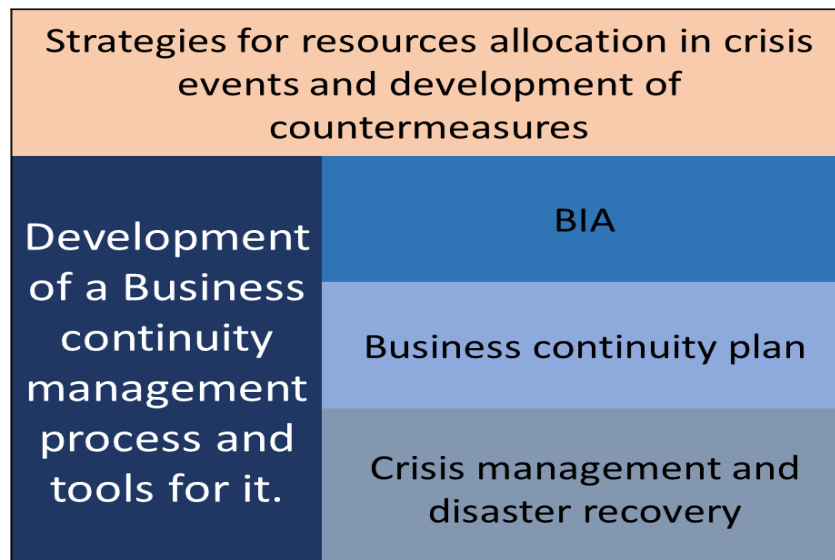 Strategies for resources allocation in crisis
events and development of
countermeasures
Development
of a Business
continuity
management
process and
tools for it.
BIA
Business continuity plan
Crisis management and
disaster recovery